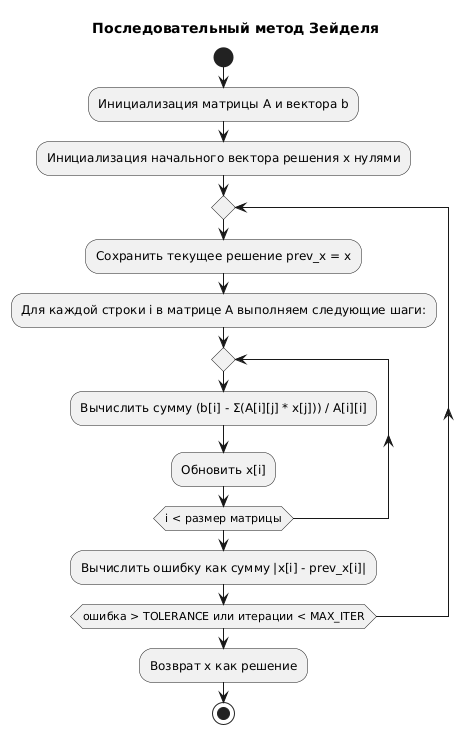 Последовательный метод Зейделя
Инициализация матрицы A и вектора b
Инициализация начального вектора решения x нулями
Сохранить текущее решение prev_x = x
Для каждой строки i в матрице A выполняем следующие шаги:
Вычислить сумму (b[i] - Σ(A[i][j] * x[j])) / A[i][i]
Обновить x[i]
i < размер матрицы
Вычислить ошибку как сумму |x[i] - prev_x[i]|
ошибка > TOLERANCE или итерации < MAX_ITER
Возврат x как решение